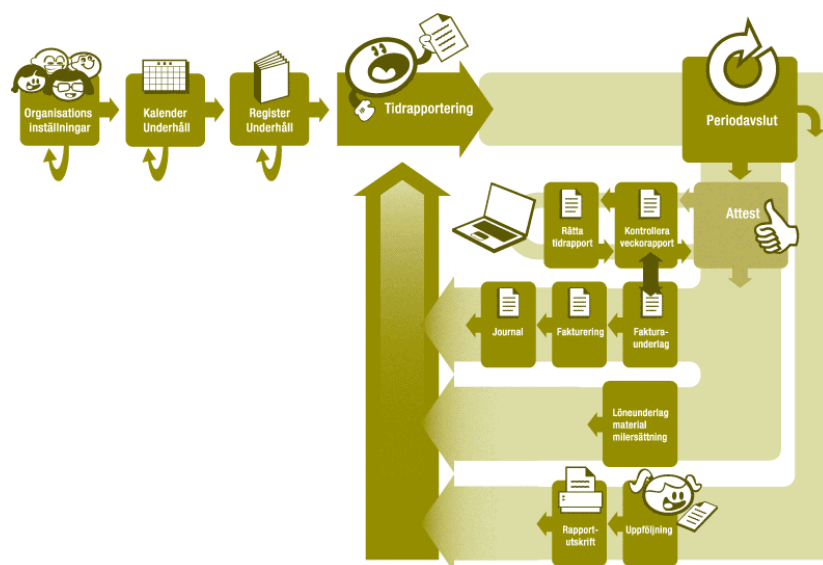 Organisations
inställningar
Kalender
Underhåll
Register
Underhåll
Tidrapportering
Periodavslut
Rätta
tidrapport
Kontrollera
veckorapport
Attest
Journal
Fakturering
Faktura-
underlag
Löneunderlag
material
milersättning
Rapport-
utskrift
Uppföljning